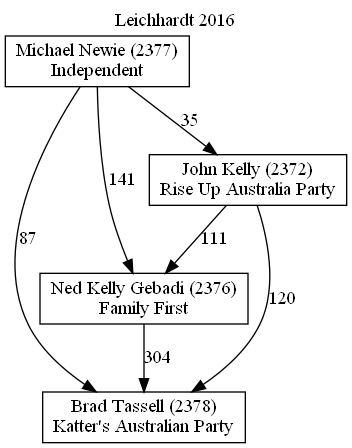 Leichhardt 2016
Michael Newie (2377)
Independent
35
John Kelly (2372)
Rise Up Australia Party
141
87
111
Ned Kelly Gebadi (2376)
Family First
120
304
Brad Tassell (2378)
Katter's Australian Party